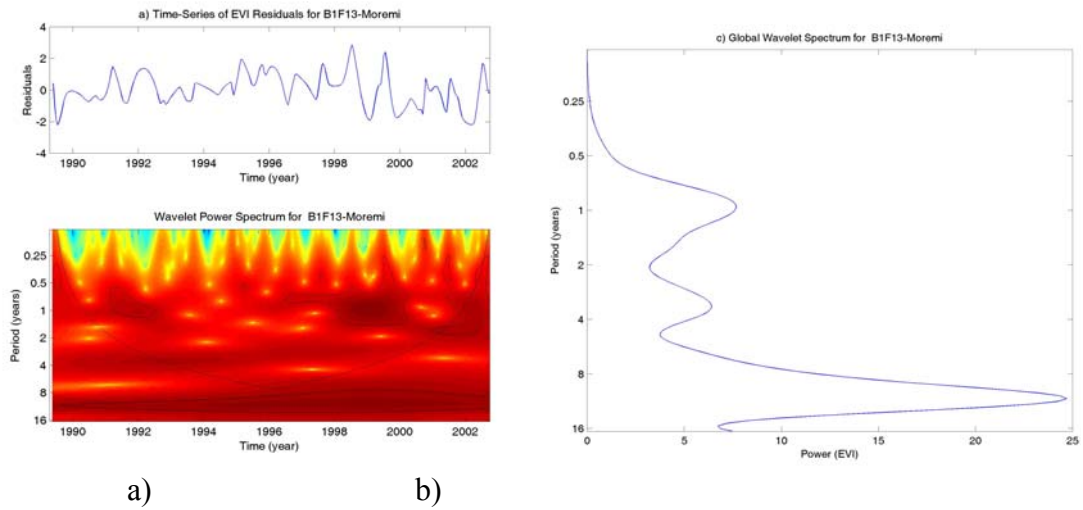 a) Time-Series of EVI Residuals for B1F13-Moremi
4
2
0
-2
-4
Residuals
1990 1992 1994 1996 1998 2000 2002
Time (year)
Wavelet Power Spectrum for B1F13-Moremi
0.25
0.5
1
2
4
8
16
Period (years)
1990 1992 1994 1996 1998 2000 2002
Time (year)
c) Global Wavelet Spectrum for B1F13-Moremi
0.25
0.5
1
2
4
8
16
Period (years)
0 5 10 15 20 25
Power (EVI)
a) b)